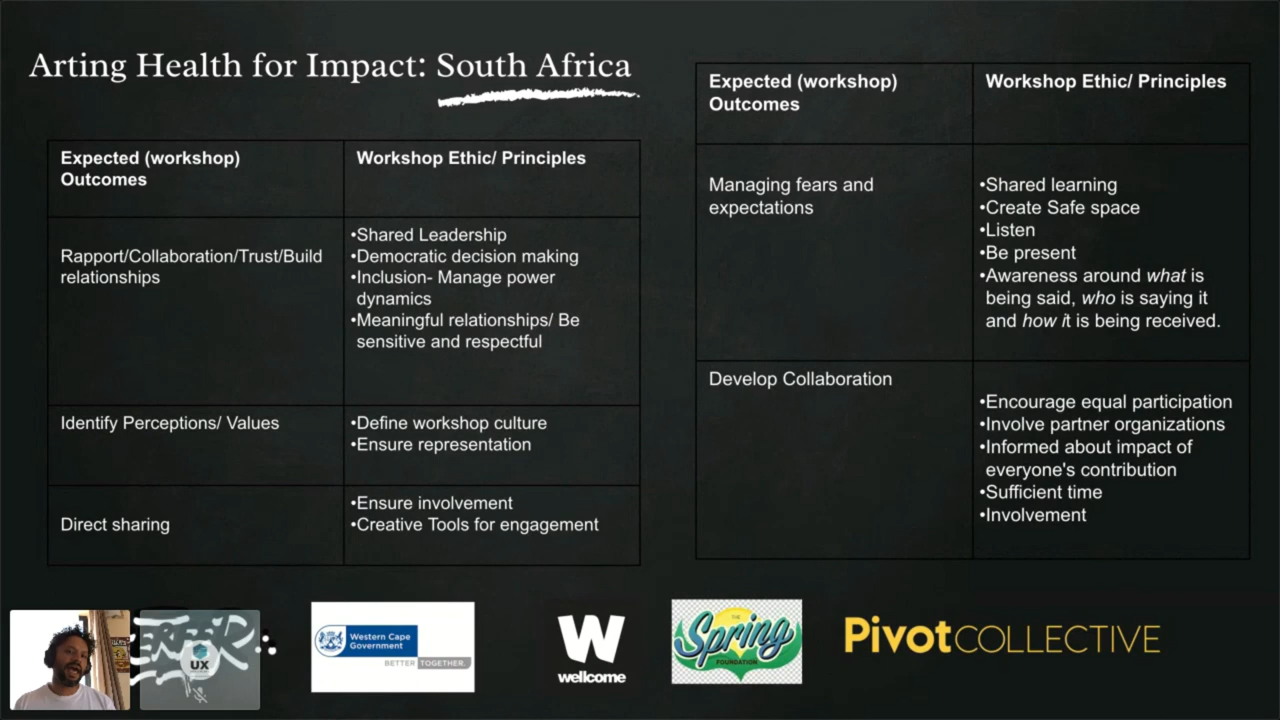 Arting Health for Impact: South Africa
Expected (workshop)
Outcomes
Workshop Ethic/ Principles
Rapport/Collaboration/Trust/Build
relationships
•Shared Leadership
•Democratic decision making
•Inclusion- Manage power
dynamics
•Meaningful relationships/ Be
sensitive and respectful
Identify Perceptions/ Values
•Define workshop culture
•Ensure representation
Direct sharing
•Ensure involvement
•Creative Tools for engagement
Expected (workshop)
Outcomes
Workshop Ethic/ Principles
Managing fears and
expectations
•Shared learning
•Create Safe space
•Listen
•Be present
•Awareness around what is
being said, who is saying it
and how it is being received.
Develop Collaboration
•Encourage equal participation
•Involve partner organizations
•Informed about impact of
everyone's contribution
•Sufficient time
•Involvement
UX
Western Cape
Government
BETTER TOGETHER.
W
wellcome
THE
Spring
FOUNDATION
PivotCOLLECTIVE